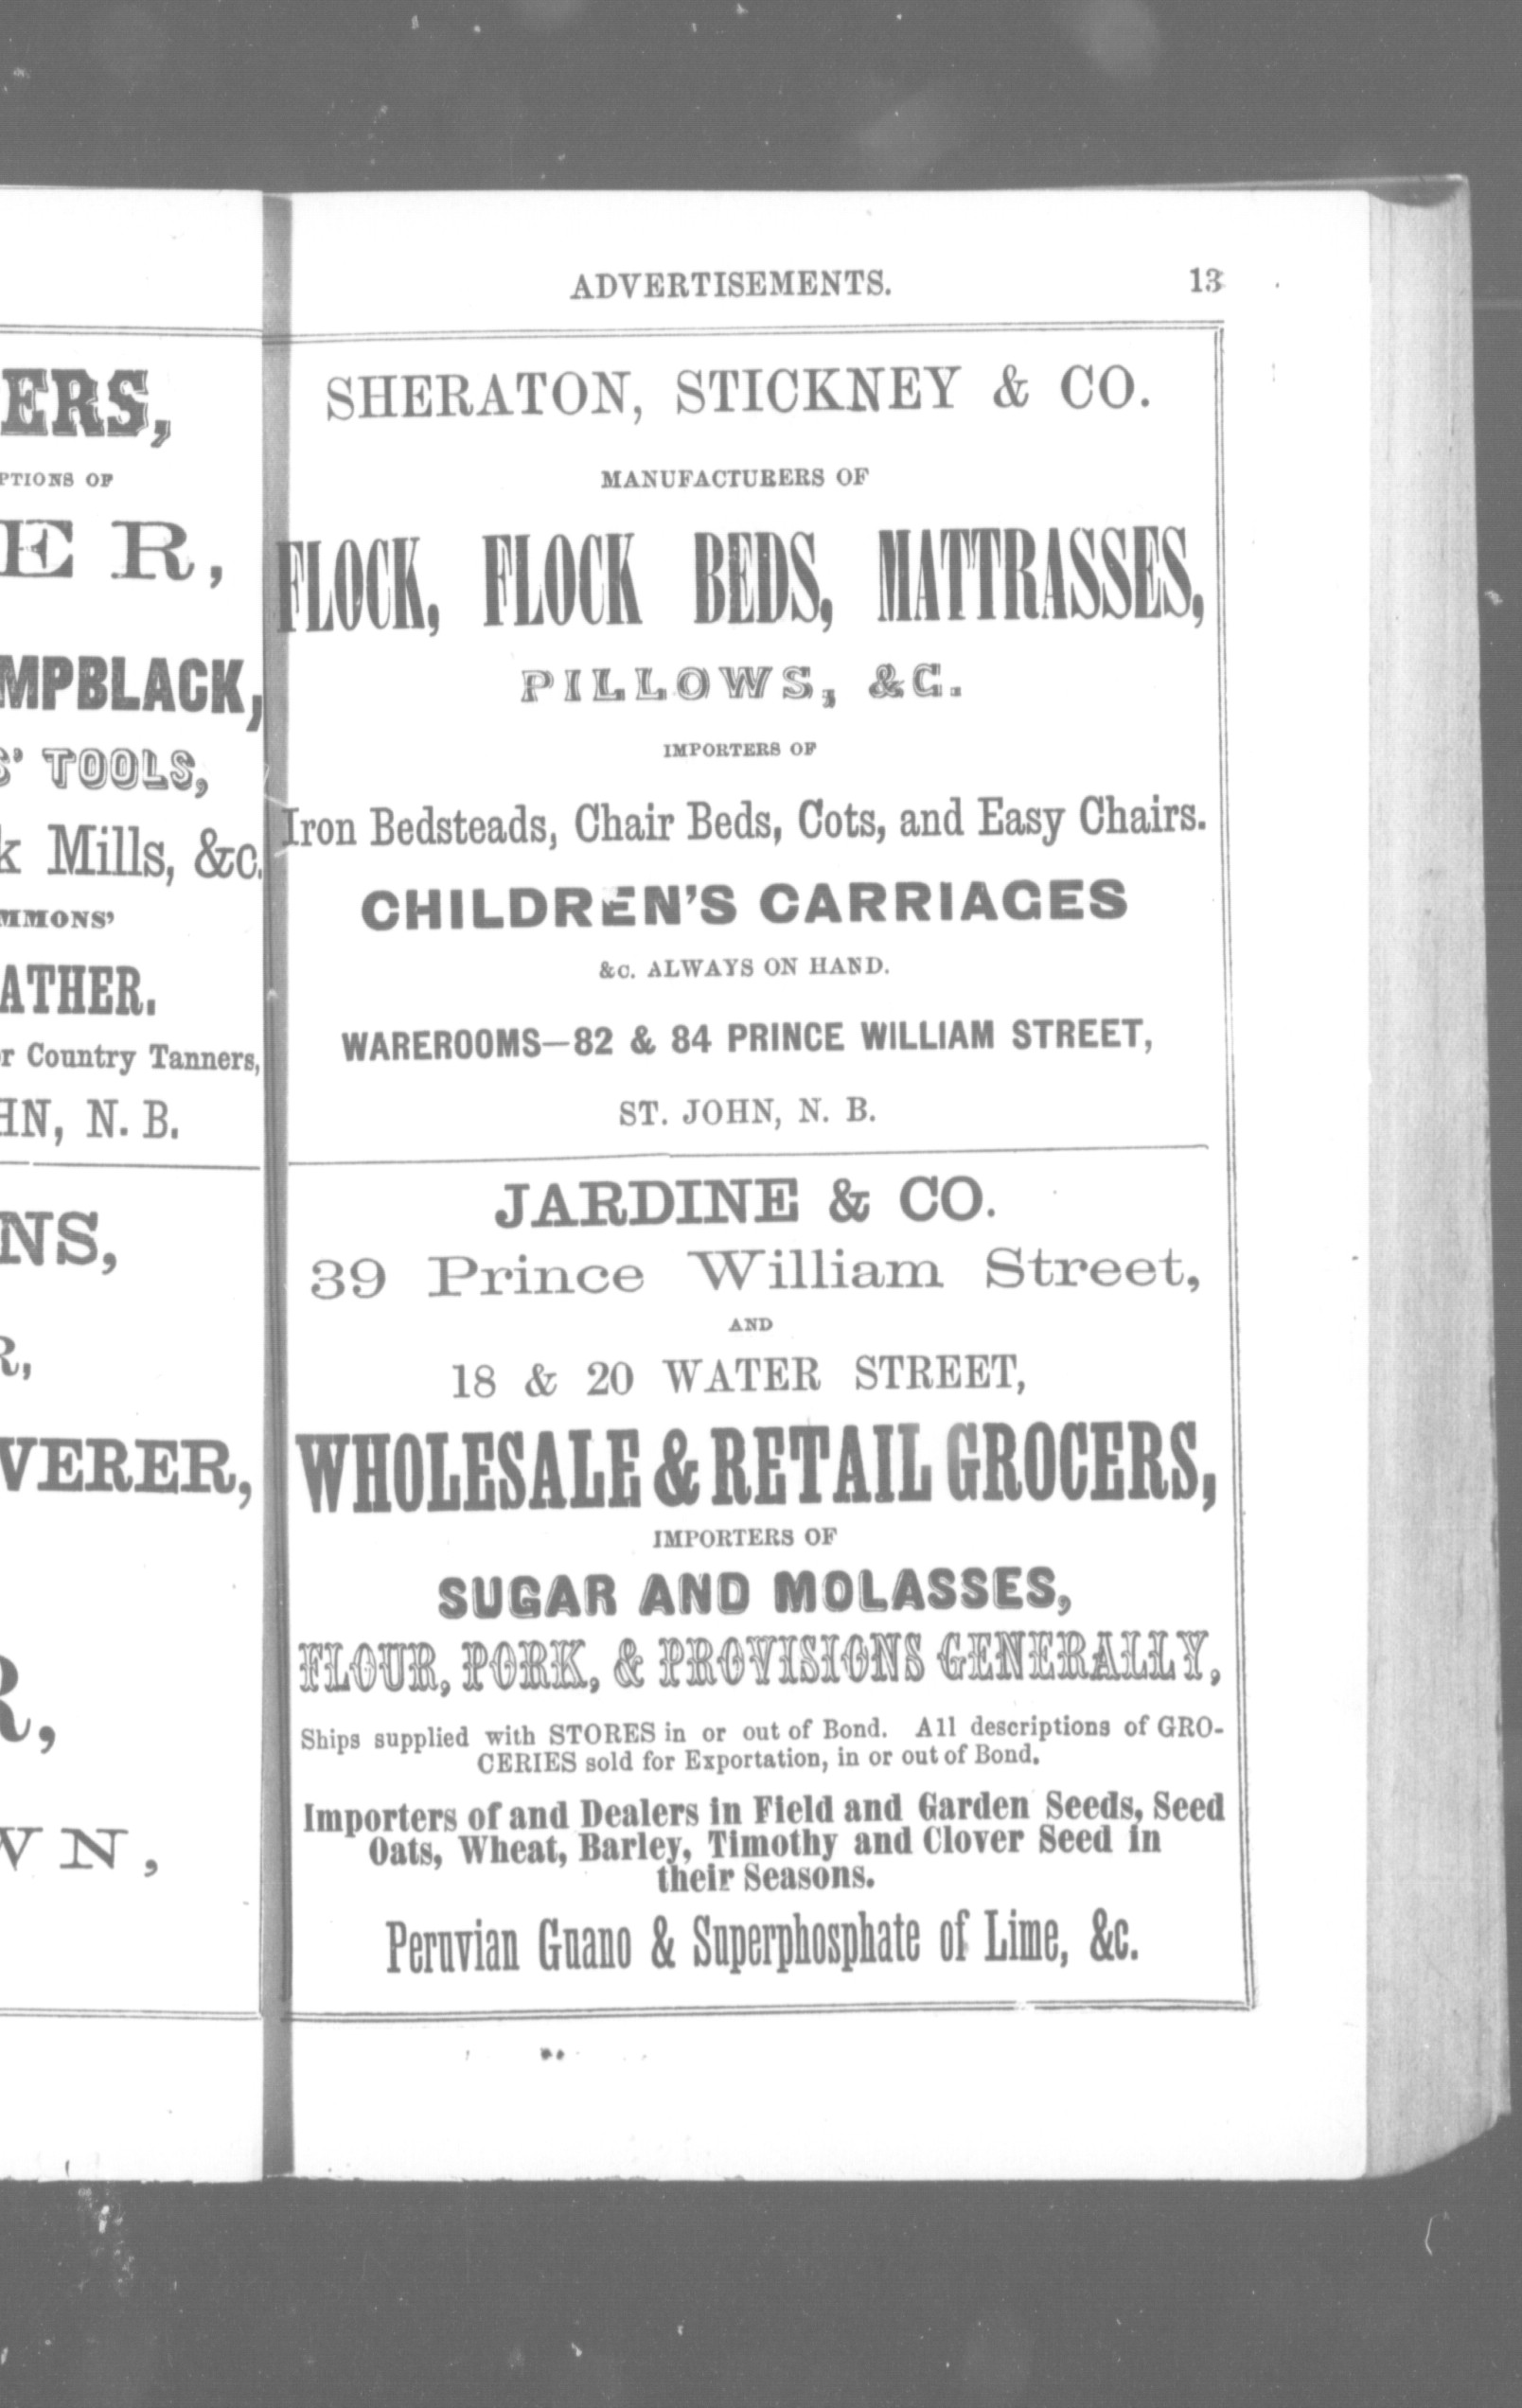 ERS,
PTIONS OF
ER,
MPBLACK,
S' TOOLS,
k Mills, &c.
MMONS'
ATHER.
r Country Tanners,
HN, N. B.
NS,
R,
VERER,
R,
WN,
ADVERTISEMENTS. 13
SHERATON, STICKNEY & CO.
MANUFACTURERS OF
FLOCK, FLOCK BEDS, MATTRASSES,
PILLOWS, &C.
IMPORTERS OF
Iron Bedsteads, Chair Beds, Cots, and Easy Chairs.
CHILDREN'S CARRIAGES
&C. ALWAYS ON HAND.
WAREROOMS—82 & 84 PRINCE WILLIAM STREET,
ST. JOHN, N. B.
JARDINE & CO.
39 Prince William Street,
AND
18 & 20 WATER STREET,
WHOLESALE & RETAIL GROCERS,
IMPORTERS OF
SUGAR AND MOLASSES,
FLOUR, PORK, & PROVISIONS GENERALLY,
Ships supplied with STORES in or out of Bond. All descriptions of GRO-
CERIES sold for Exportation, in or out of Bond.
Importers of and Dealers in Field and Garden Seeds, Seed
Oats, Wheat, Barley, Timothy and Clover Seed in
their Seasons.
Peruvian Guano & Superphosphate of Lime, &c.